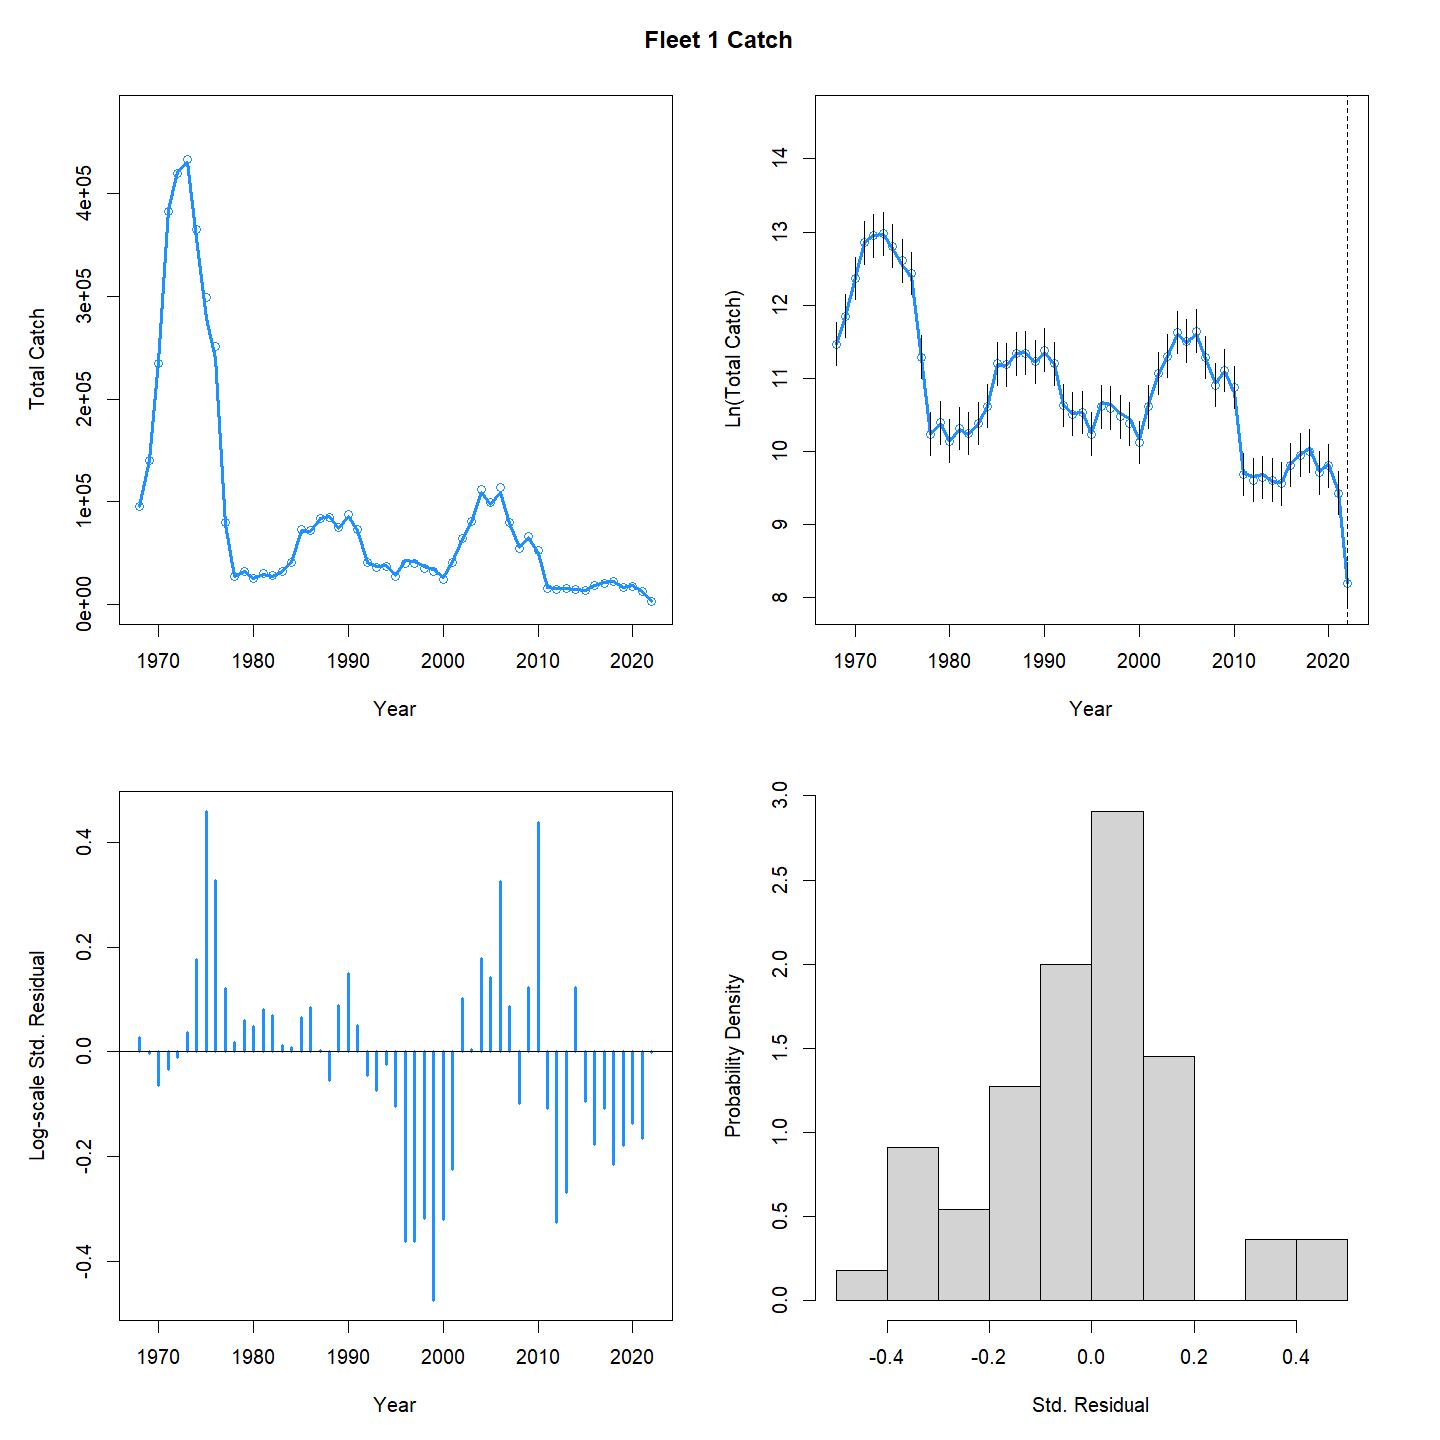 Fleet 1 Catch
Total Catch
0e+00 1e+05 2e+05 3e+05 4e+05
1970 1980 1990 2000 2010 2020
Year
Ln(Total Catch)
8 9 10 11 12 13 14
1970 1980 1990 2000 2010 2020
Year
Log-scale Std. Residual
-0.4 -0.2 0.0 0.2 0.4
1970 1980 1990 2000 2010 2020
Year
Probability Density
0.0 0.5 1.0 1.5 2.0 2.5 3.0
-0.4 -0.2 0.0 0.2 0.4
Std. Residual